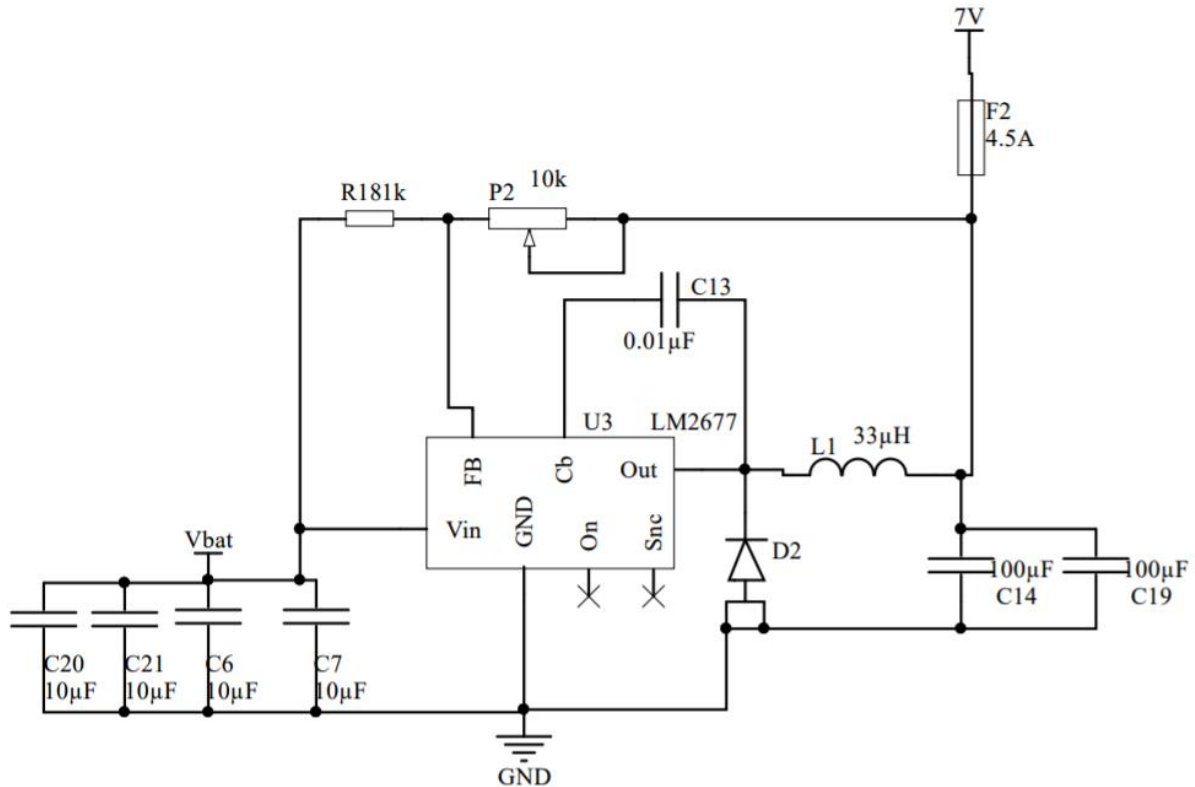 7V
F2
4.5A
R181k
P2
10k
C13
0.01µF
U3
LM2677
FB
Cb
Out
L1
33µH
Vin
GND
On
Snc
Vbat
D2
100µF
C14
100µF
C19
C20
10µF
C21
10µF
C6
10µF
C7
10µF
GND